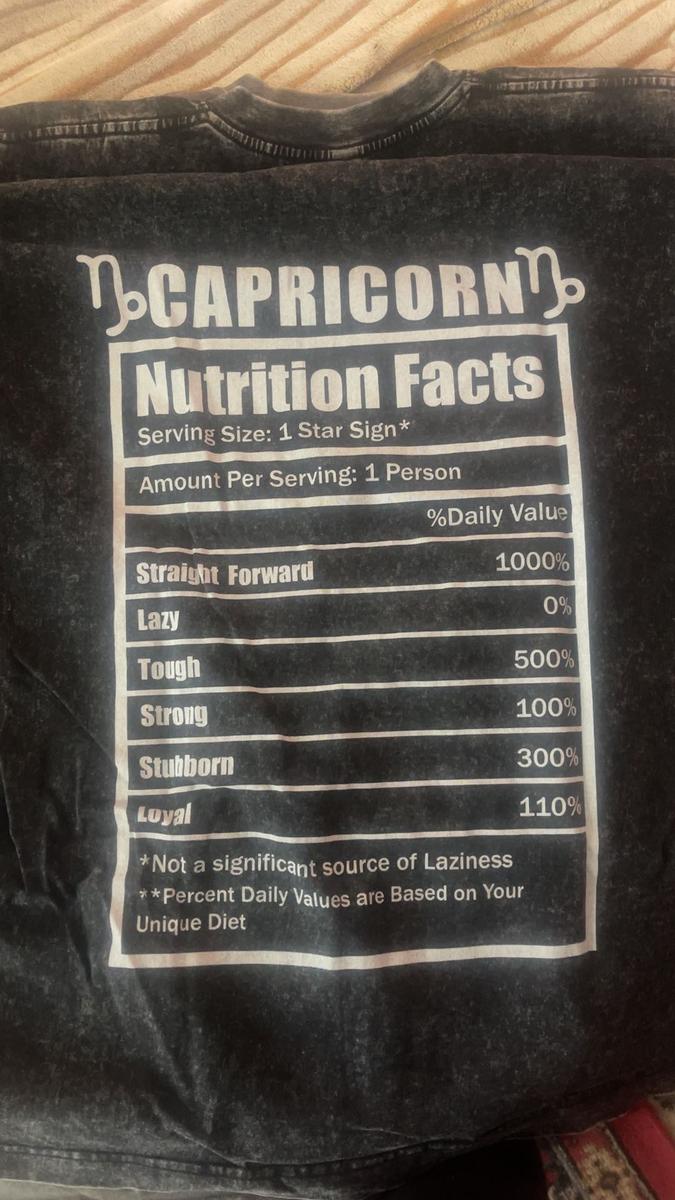 ♑CAPRICORN♑
Nutrition Facts
Serving Size: 1 Star Sign*
Amount Per Serving: 1 Person
%Daily Value
Straight Forward 1000%
Lazy 0%
Tough 500%
Strong 100%
Stubborn 300%
Loyal 110%
*Not a significant source of Laziness
**Percent Daily Values are Based on Your
Unique Diet